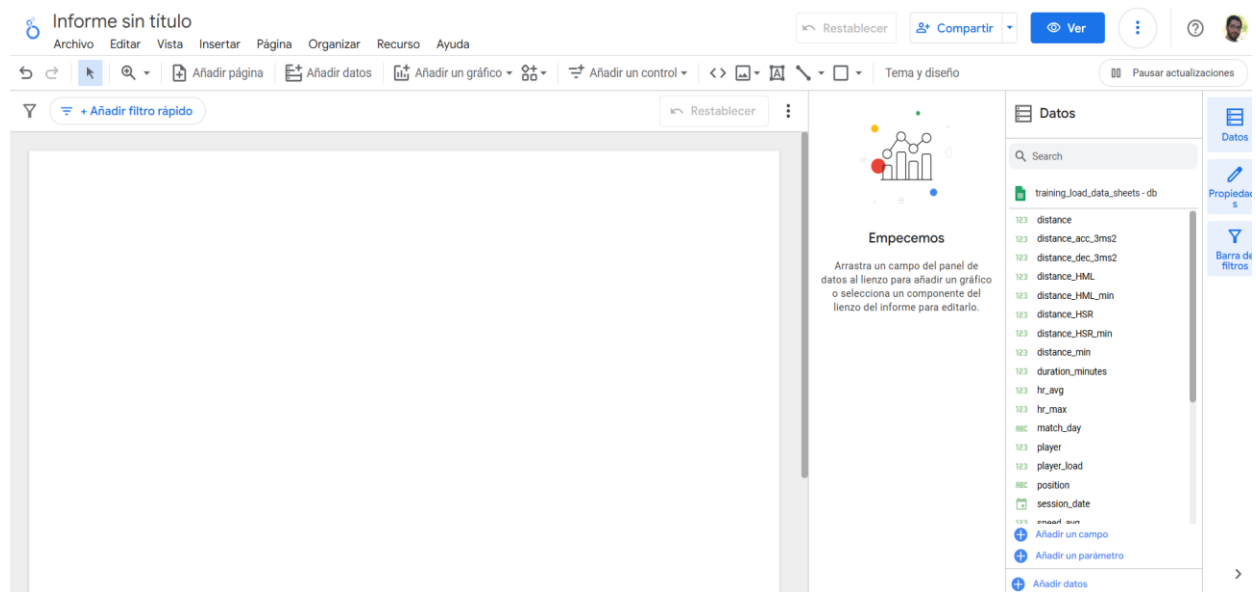 Informe sin título
Archivo Editar Vista Insertar Página Organizar Recurso Ayuda
Restablecer
Compartir
Ver
Añadir página
Añadir datos
Añadir un gráfico
Añadir un control
Tema y diseño
Pausar actualizaciones
+ Añadir filtro rápido
Restablecer
Empecemos
Arrastra un campo del panel de
datos al lienzo para añadir un gráfico
o selecciona un componente del
lienzo del informe para editarlo.
Datos
Search
training_load_data_sheets - db
123 distance
123 distance_acc_3ms2
123 distance_dec_3ms2
123 distance_HML
123 distance_HML_min
123 distance_HSR
123 distance_HSR_min
123 distance_min
123 duration_minutes
123 hr_avg
123 hr_max
ABC match_day
123 player
123 player_load
ABC position
session_date
123 speed_avg
Añadir un campo
Añadir un parámetro
Añadir datos
Datos
Propiedad
s
Barra de
filtros